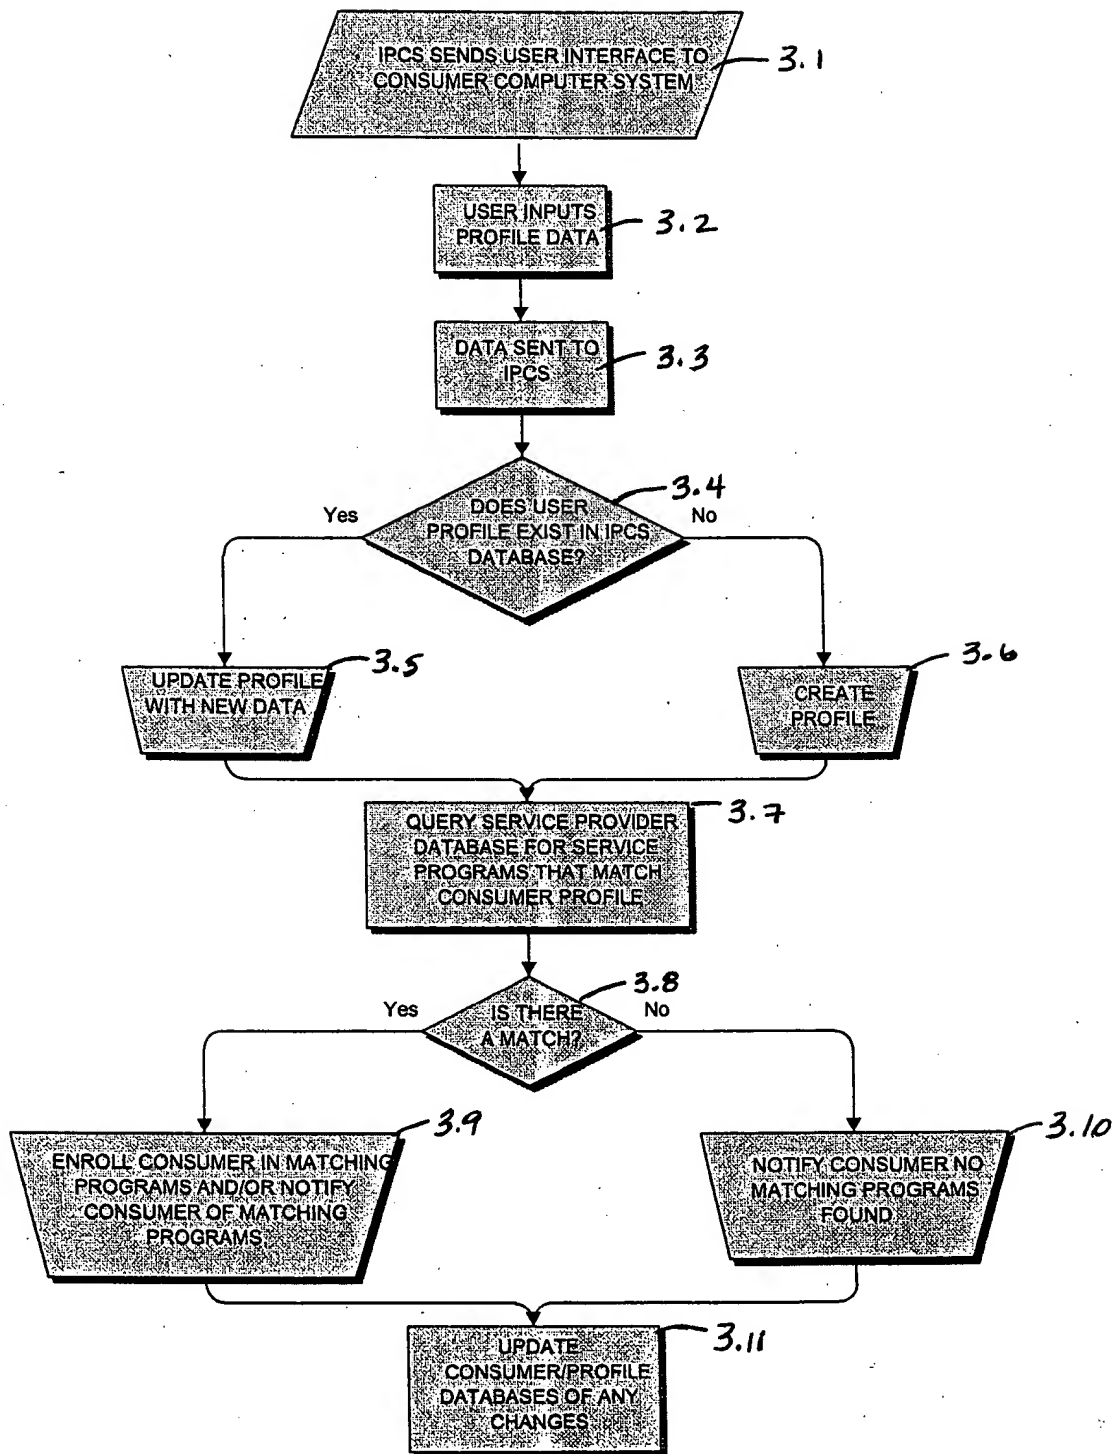 IPCS SENDS USER INTERFACE TO
CONSUMER COMPUTER SYSTEM
3.1
USER INPUTS
PROFILE DATA
3.2
DATA SENT TO
IPCS
3.3
DOES USER
PROFILE EXIST IN IPCS
DATABASE?
3.4
Yes
No
UPDATE PROFILE
WITH NEW DATA
3.5
CREATE
PROFILE
3.6
QUERY SERVICE PROVIDER
DATABASE FOR SERVICE
PROGRAMS THAT MATCH
CONSUMER PROFILE
3.7
IS THERE
A MATCH?
3.8
Yes
No
ENROLL CONSUMER IN MATCHING
PROGRAMS AND/OR NOTIFY
CONSUMER OF MATCHING
PROGRAMS
3.9
NOTIFY CONSUMER NO
MATCHING PROGRAMS
FOUND
3.10
UPDATE
CONSUMER/PROFILE
DATABASES OF ANY
CHANGES
3.11